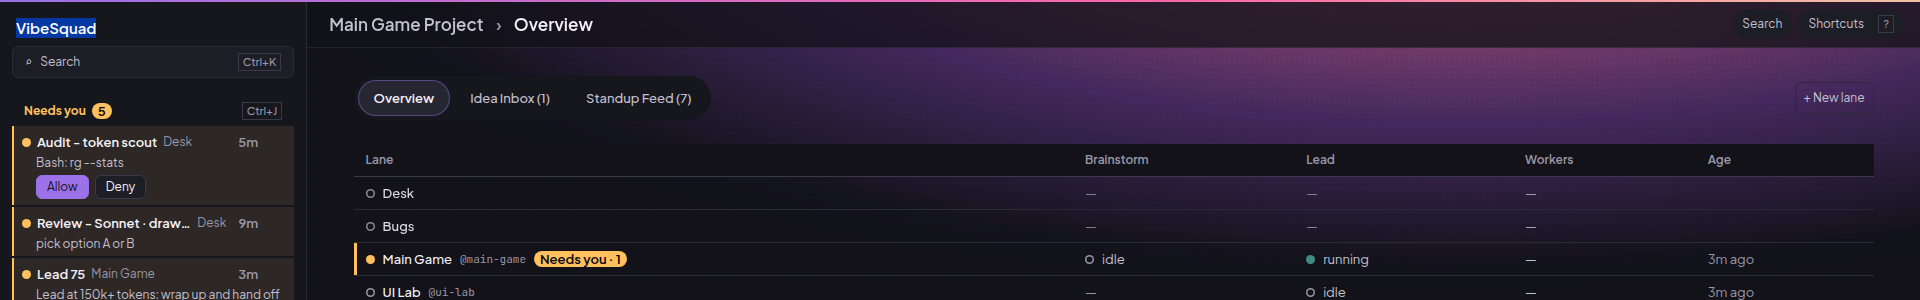 VibeSquad
Search Ctrl+K
Needs you 5 Ctrl+J
Audit - token scout Desk 5m
Bash: rg --stats
Allow Deny
Review - Sonnet · draw... Desk 9m
pick option A or B
Lead 75 Main Game 3m
Lead at 150k+ tokens: wrap up and hand off
Main Game Project › Overview
Search Shortcuts ?
Overview Idea Inbox (1) Standup Feed (7)
+ New lane
Lane Brainstorm Lead Workers Age
Desk — — —
Bugs — — —
Main Game @main-game Needs you · 1 idle running — 3m ago
UI Lab @ui-lab — idle — 3m ago